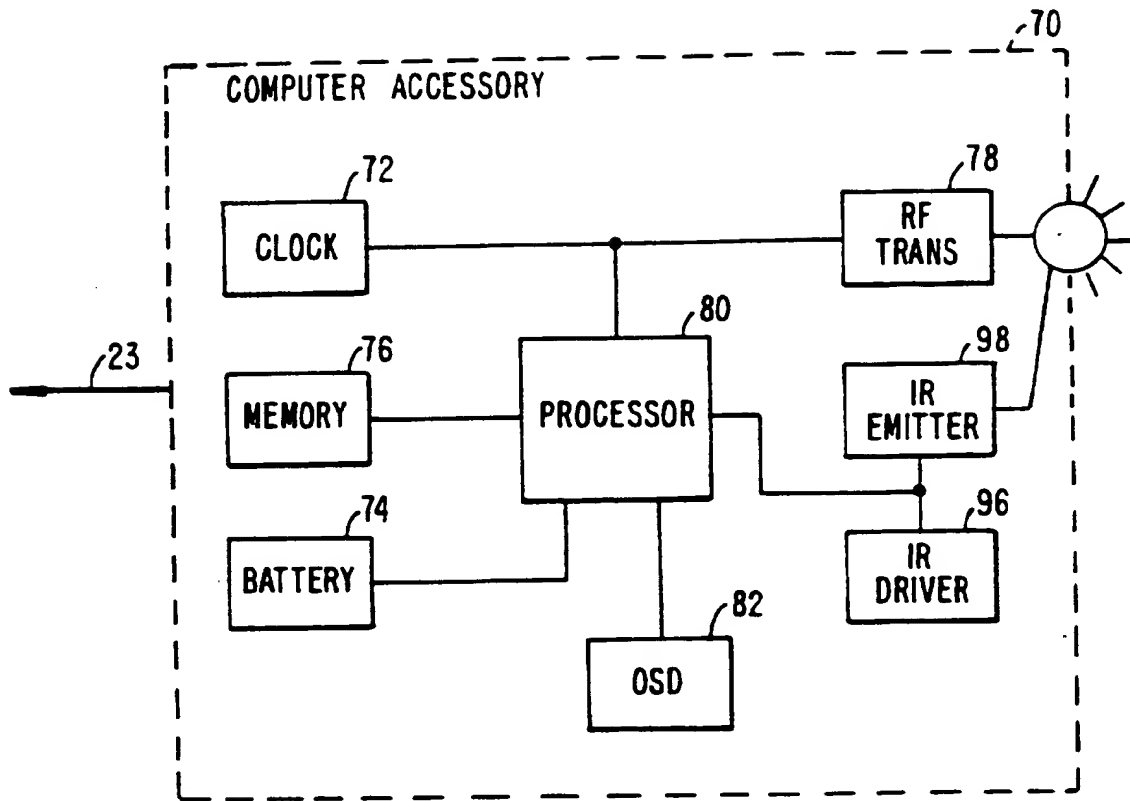 70
COMPUTER ACCESSORY
72
CLOCK
78
RF
TRANS
80
PROCESSOR
23
76
MEMORY
98
IR
EMITTER
74
BATTERY
96
IR
DRIVER
82
OSD